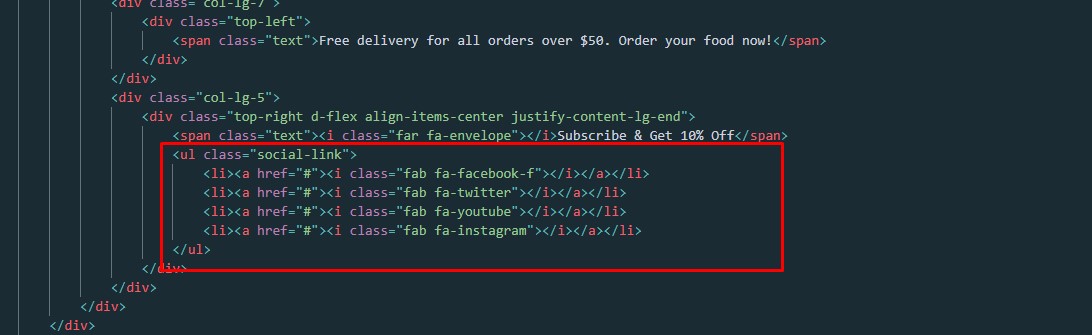 <div class="col-lg-7">
<div class="top-left">
<span class="text">Free delivery for all orders over $50. Order your food now!</span>
</div>
</div>
<div class="col-lg-5">
<div class="top-right d-flex align-items-center justify-content-lg-end">
<span class="text"><i class="far fa-envelope"></i>Subscribe & Get 10% Off</span>
<ul class="social-link">
<li><a href="#"><i class="fab fa-facebook-f"></i></a></li>
<li><a href="#"><i class="fab fa-twitter"></i></a></li>
<li><a href="#"><i class="fab fa-youtube"></i></a></li>
<li><a href="#"><i class="fab fa-instagram"></i></a></li>
</ul>
</div>
</div>
</div>
</div>